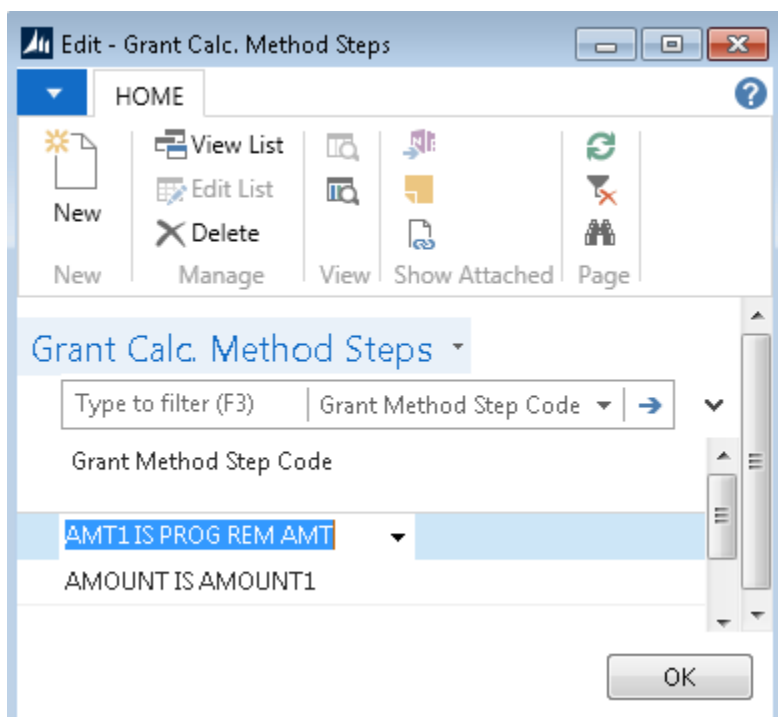 Edit - Grant Calc. Method Steps
HOME
New
View List
Edit List
Delete
New
Manage
View
Show Attached
Page
Grant Calc. Method Steps
Type to filter (F3)
Grant Method Step Code
Grant Method Step Code
AMT1 IS PROG REM AMT
AMOUNT IS AMOUNT1
OK